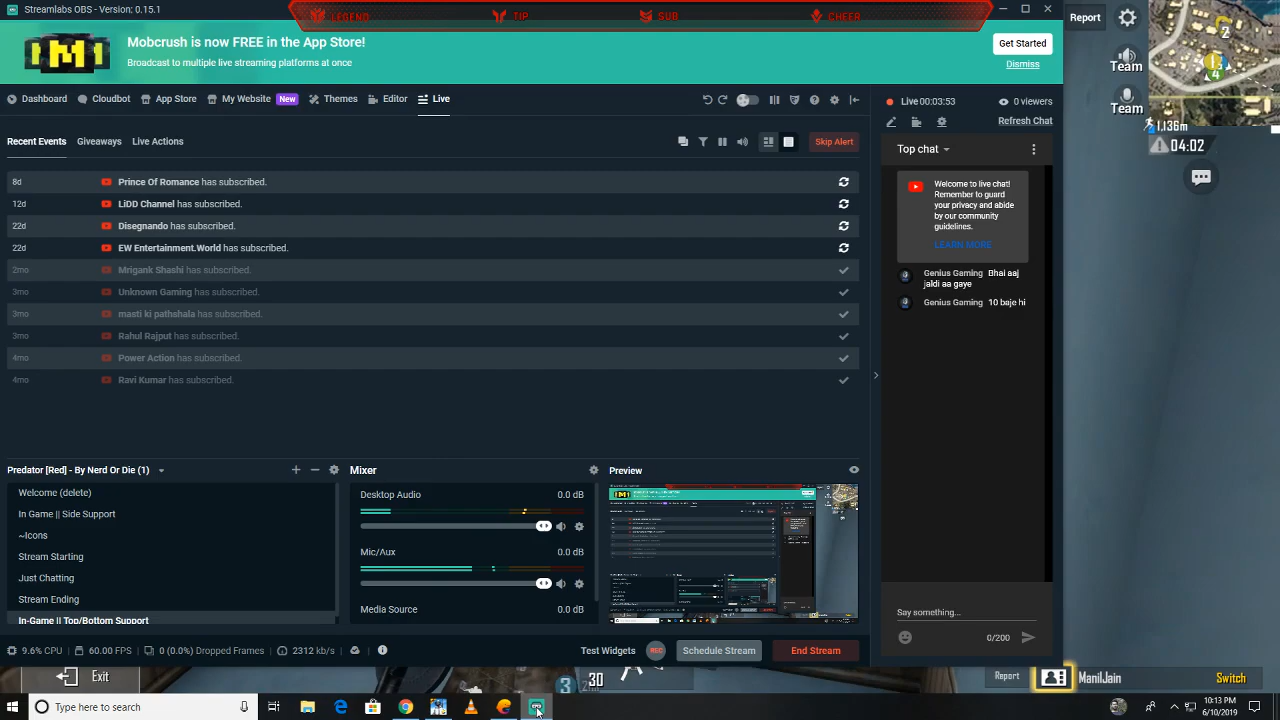 Streamlabs OBS - Version: 0.15.1
LEGEND TIP SUB CHEER
Report
Mobcrush is now FREE in the App Store!
Broadcast to multiple live streaming platforms at once
Get Started
Dismiss
Team
Team
2
4
1,136m
04:02
Dashboard Cloudbot App Store My Website New Themes Editor Live
Live 00:03:53 0 viewers
Refresh Chat
Recent Events Giveaways Live Actions Skip Alert
Top chat
8d Prince Of Romance has subscribed.
12d LiDD Channel has subscribed.
22d Disegnando has subscribed.
22d EW Entertainment.World has subscribed.
2mo Mrigank Shashi has subscribed.
3mo Unknown Gaming has subscribed.
3mo masti ki pathshala has subscribed.
3mo Rahul Rajput has subscribed.
4mo Power Action has subscribed.
4mo Ravi Kumar has subscribed.
Welcome to live chat!
Remember to guard
your privacy and abide
by our community
guidelines.
LEARN MORE
Genius Gaming Bhai aaj
jaldi aa gaye
Genius Gaming 10 baje hi
Predator [Red] - By Nerd Or Die (1)
Welcome (delete)
In Game (Lede Support
- Icons
Stream Starting
Just Chatting
Stream Ending
Mixer
Desktop Audio 0.0 dB
Mic/Aux 0.0 dB
Media Source 0.0 dB
Preview
Say something...
0/200
9.6% CPU 60.00 FPS 0 (0.0%) Dropped Frames 2312 kb/s
Test Widgets REC Schedule Stream End Stream
Exit
3 30
Report ManilJain Switch
Type here to search
10:13 PM
6/10/2019